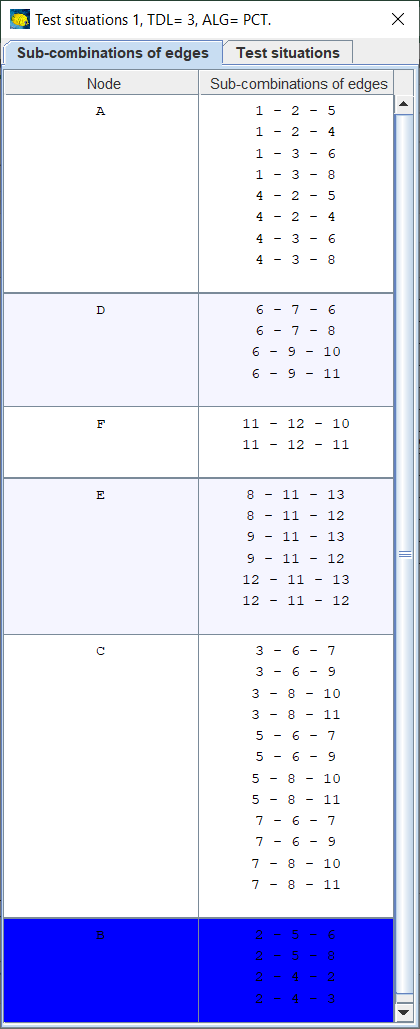 Test situations 1, TDL= 3, ALG= PCT.
Sub-combinations of edges
Test situations
Node
Sub-combinations of edges
A
1 - 2 - 5
1 - 2 - 4
1 - 3 - 6
1 - 3 - 8
4 - 2 - 5
4 - 2 - 4
4 - 3 - 6
4 - 3 - 8
D
6 - 7 - 6
6 - 7 - 8
6 - 9 - 10
6 - 9 - 11
F
11 - 12 - 10
11 - 12 - 11
E
8 - 11 - 13
8 - 11 - 12
9 - 11 - 13
9 - 11 - 12
12 - 11 - 13
12 - 11 - 12
C
3 - 6 - 7
3 - 6 - 9
3 - 8 - 10
3 - 8 - 11
5 - 6 - 7
5 - 6 - 9
5 - 8 - 10
5 - 8 - 11
7 - 6 - 7
7 - 6 - 9
7 - 8 - 10
7 - 8 - 11
B
2 - 5 - 6
2 - 5 - 8
2 - 4 - 2
2 - 4 - 3